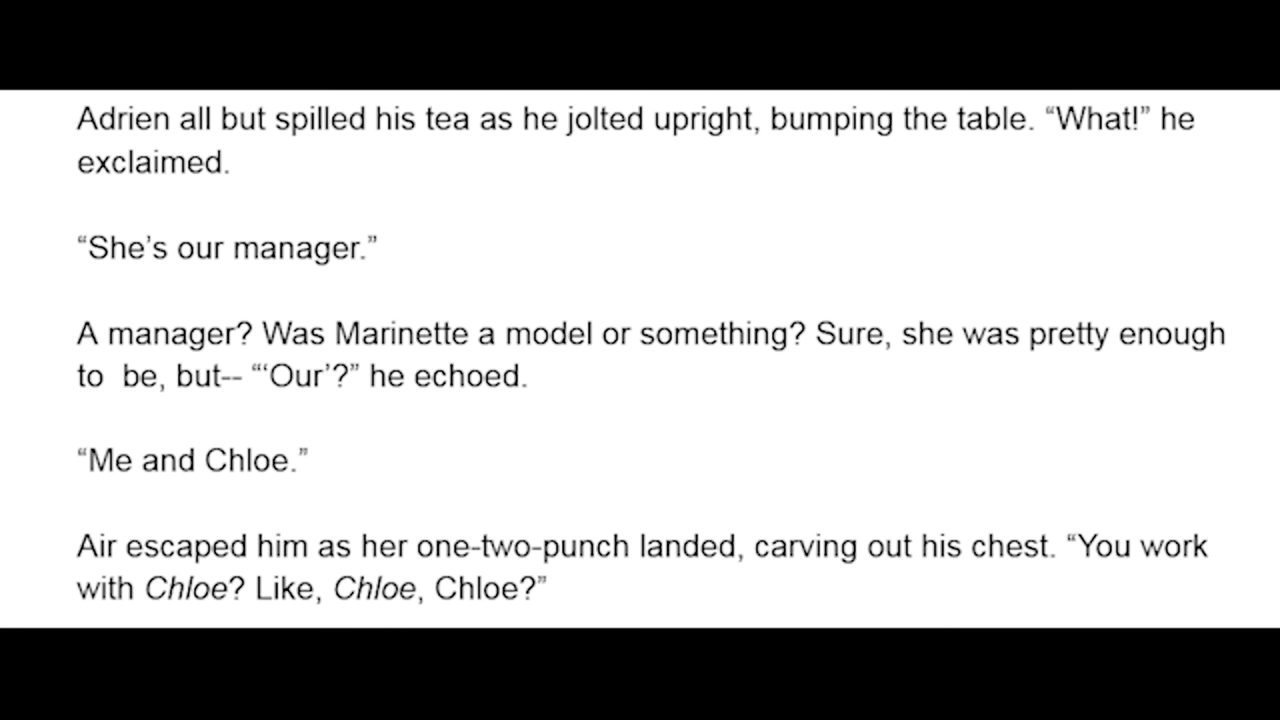 Adrien all but spilled his tea as he jolted upright, bumping the table. “What!” he
exclaimed.
“She’s our manager.”
A manager? Was Marinette a model or something? Sure, she was pretty enough
to  be, but-- “‘Our’?” he echoed.
“Me and Chloe.”
Air escaped him as her one-two-punch landed, carving out his chest. “You work
with Chloe? Like, Chloe, Chloe?”